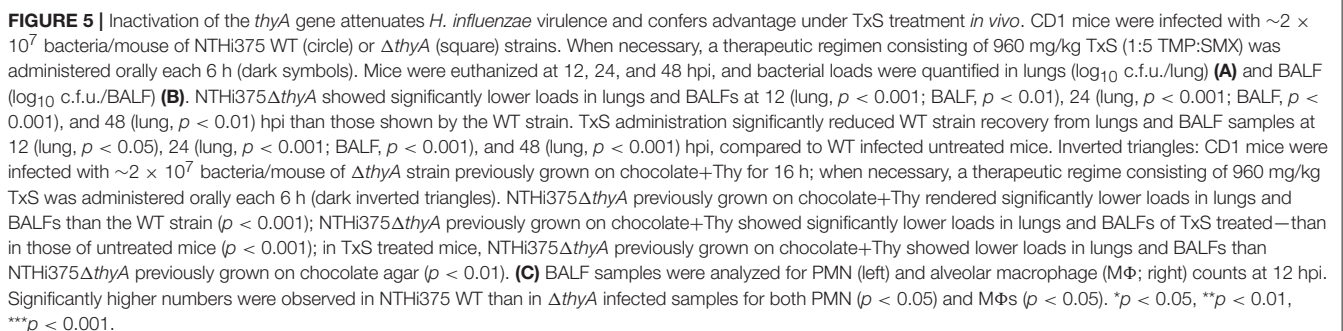 FIGURE 5 | Inactivation of the thyA gene attenuates H. influenzae virulence and confers advantage under TxS treatment in vivo. CD1 mice were infected with ~2 ×
10⁷ bacteria/mouse of NTHi375 WT (circle) or ΔthyA (square) strains. When necessary, a therapeutic regimen consisting of 960 mg/kg TxS (1:5 TMP:SMX) was
administered orally each 6 h (dark symbols). Mice were euthanized at 12, 24, and 48 hpi, and bacterial loads were quantified in lungs (log₁₀ c.f.u./lung) (A) and BALF
(log₁₀ c.f.u./BALF) (B). NTHi375ΔthyA showed significantly lower loads in lungs and BALFs at 12 (lung, p < 0.001; BALF, p < 0.01), 24 (lung, p < 0.001; BALF, p <
0.001), and 48 (lung, p < 0.01) hpi than those shown by the WT strain. TxS administration significantly reduced WT strain recovery from lungs and BALF samples at
12 (lung, p < 0.05), 24 (lung, p < 0.001; BALF, p < 0.001), and 48 (lung, p < 0.001) hpi, compared to WT infected untreated mice. Inverted triangles: CD1 mice were
infected with ~2 × 10⁷ bacteria/mouse of ΔthyA strain previously grown on chocolate+Thy for 16 h; when necessary, a therapeutic regime consisting of 960 mg/kg
TxS was administered orally each 6 h (dark inverted triangles). NTHi375ΔthyA previously grown on chocolate+Thy rendered significantly lower loads in lungs and
BALFs than the WT strain (p < 0.001); NTHi375ΔthyA previously grown on chocolate+Thy showed significantly lower loads in lungs and BALFs of TxS treated—than
in those of untreated mice (p < 0.001); in TxS treated mice, NTHi375ΔthyA previously grown on chocolate+Thy showed lower loads in lungs and BALFs than
NTHi375ΔthyA previously grown on chocolate agar (p < 0.01). (C) BALF samples were analyzed for PMN (left) and alveolar macrophage (MΦ; right) counts at 12 hpi.
Significantly higher numbers were observed in NTHi375 WT than in ΔthyA infected samples for both PMN (p < 0.05) and MΦs (p < 0.05). *p < 0.05, **p < 0.01,
***p < 0.001.